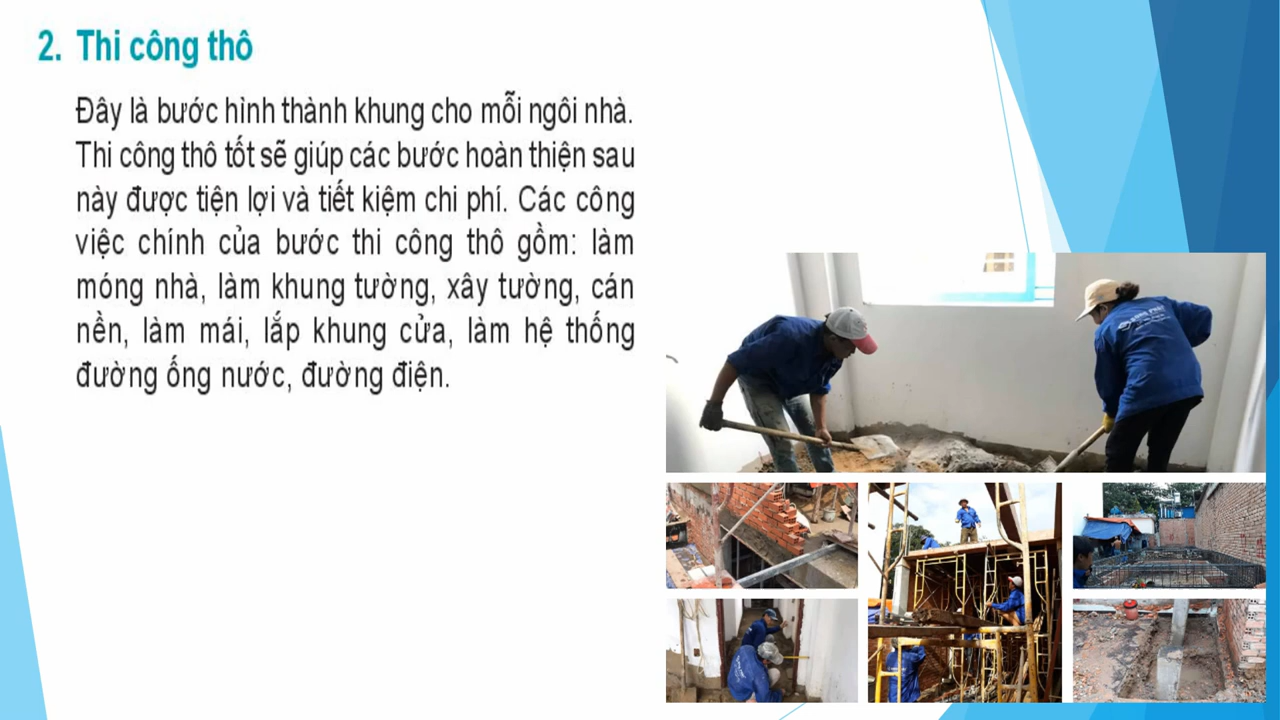 2. Thi công thô
Đây là bước hình thành khung cho mỗi ngôi nhà.
Thi công thô tốt sẽ giúp các bước hoàn thiện sau
này được tiện lợi và tiết kiệm chi phí. Các công
việc chính của bước thi công thô gồm: làm
móng nhà, làm khung tường, xây tường, cán
nền, làm mái, lắp khung cửa, làm hệ thống
đường ống nước, đường điện.